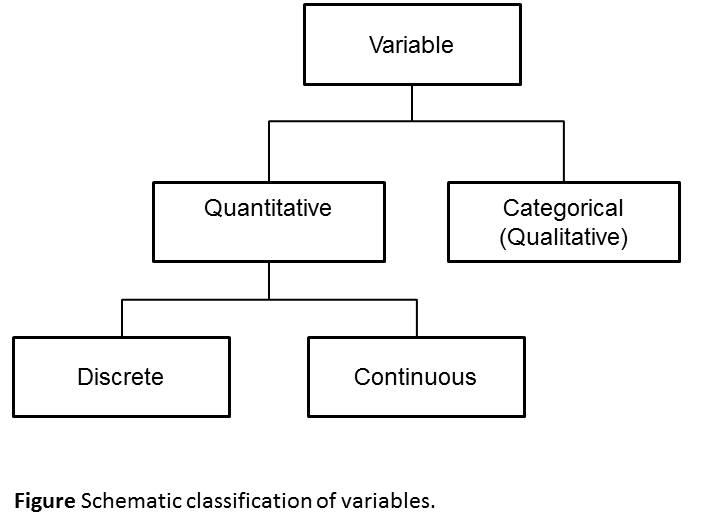 Variable
Quantitative
Categorical
(Qualitative)
Discrete
Continuous
Figure Schematic classification of variables.